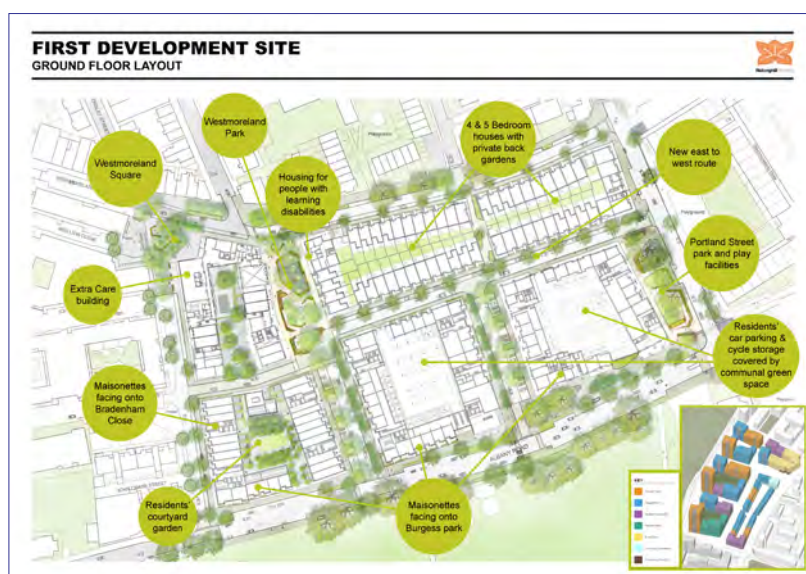 FIRST DEVELOPMENT SITE
GROUND FLOOR LAYOUT
Westmoreland
Park
4 & 5 Bedroom
houses with
private back
gardens
New east to
west route
Westmoreland
Square
Housing for
people with
learning
disabilities
Portland Street
park and play
facilities
Extra Care
building
Residents'
car parking &
cycle storage
covered by
communal green
space
Maisonettes
facing onto
Bradenham
Close
ALBANY ROAD
Residents'
courtyard
garden
Maisonettes
facing onto
Burgess park
KEY